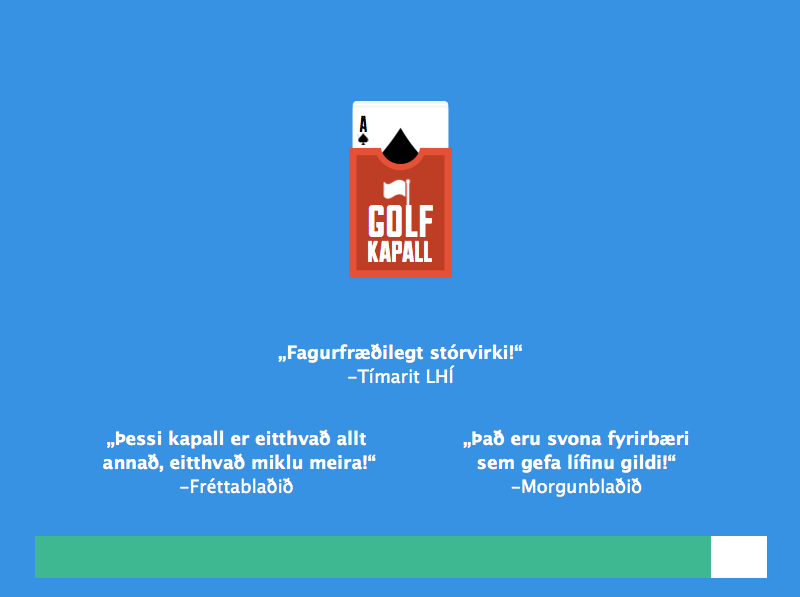 A
GOLF
KAPALL
„Fagurfræðilegt stórvirki!“
–Tímarit LHÍ
„Þessi kapall er eitthvað allt
annað, eitthvað miklu meira!“
–Fréttablaðið
„Það eru svona fyrirbæri
sem gefa lífinu gildi!“
–Morgunblaðið